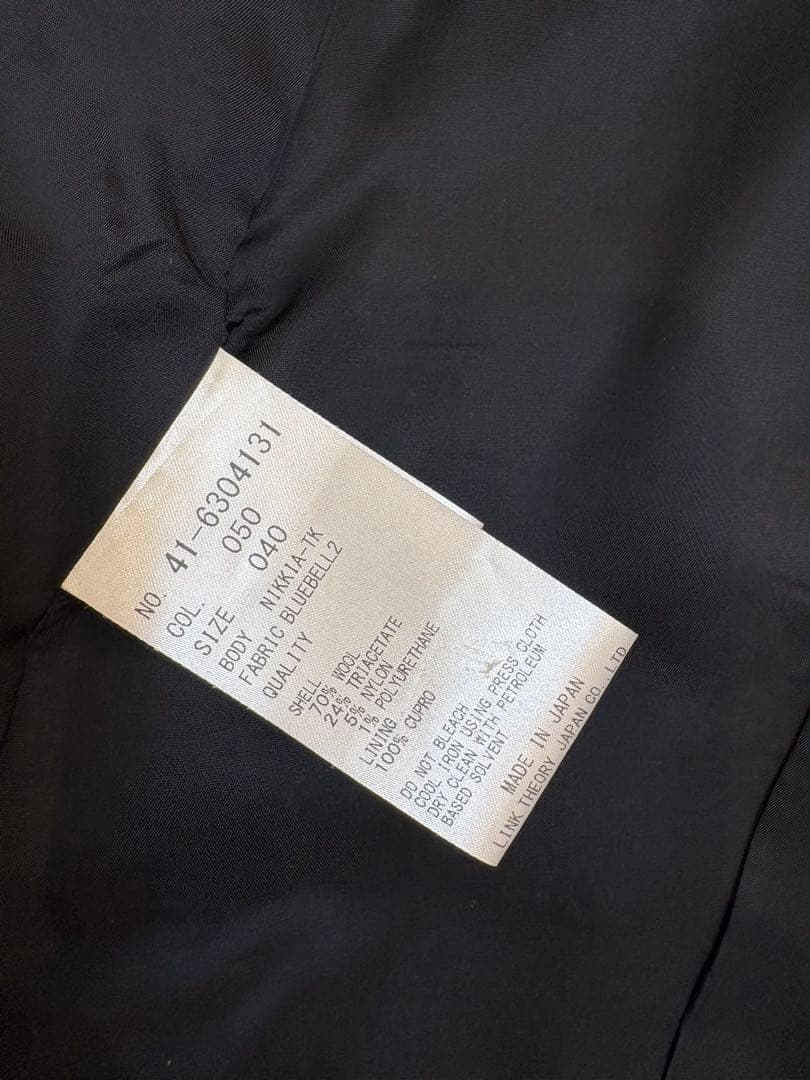 NO. 41-6304131
COL. 050
SIZE 040
BODY NIKKIA-TK
FABRIC BLUEBELL2
QUALITY
SHELL
70% WOOL
24% TRIACETATE
5% NYLON
1% POLYURETHANE
LINING
100% CUPRO
DO NOT BLEACH
COOL IRON USING PRESS CLOTH
DRY CLEAN WITH PETROLEUM
BASED SOLVENT
MADE IN JAPAN
LINK THEORY JAPAN CO., LTD